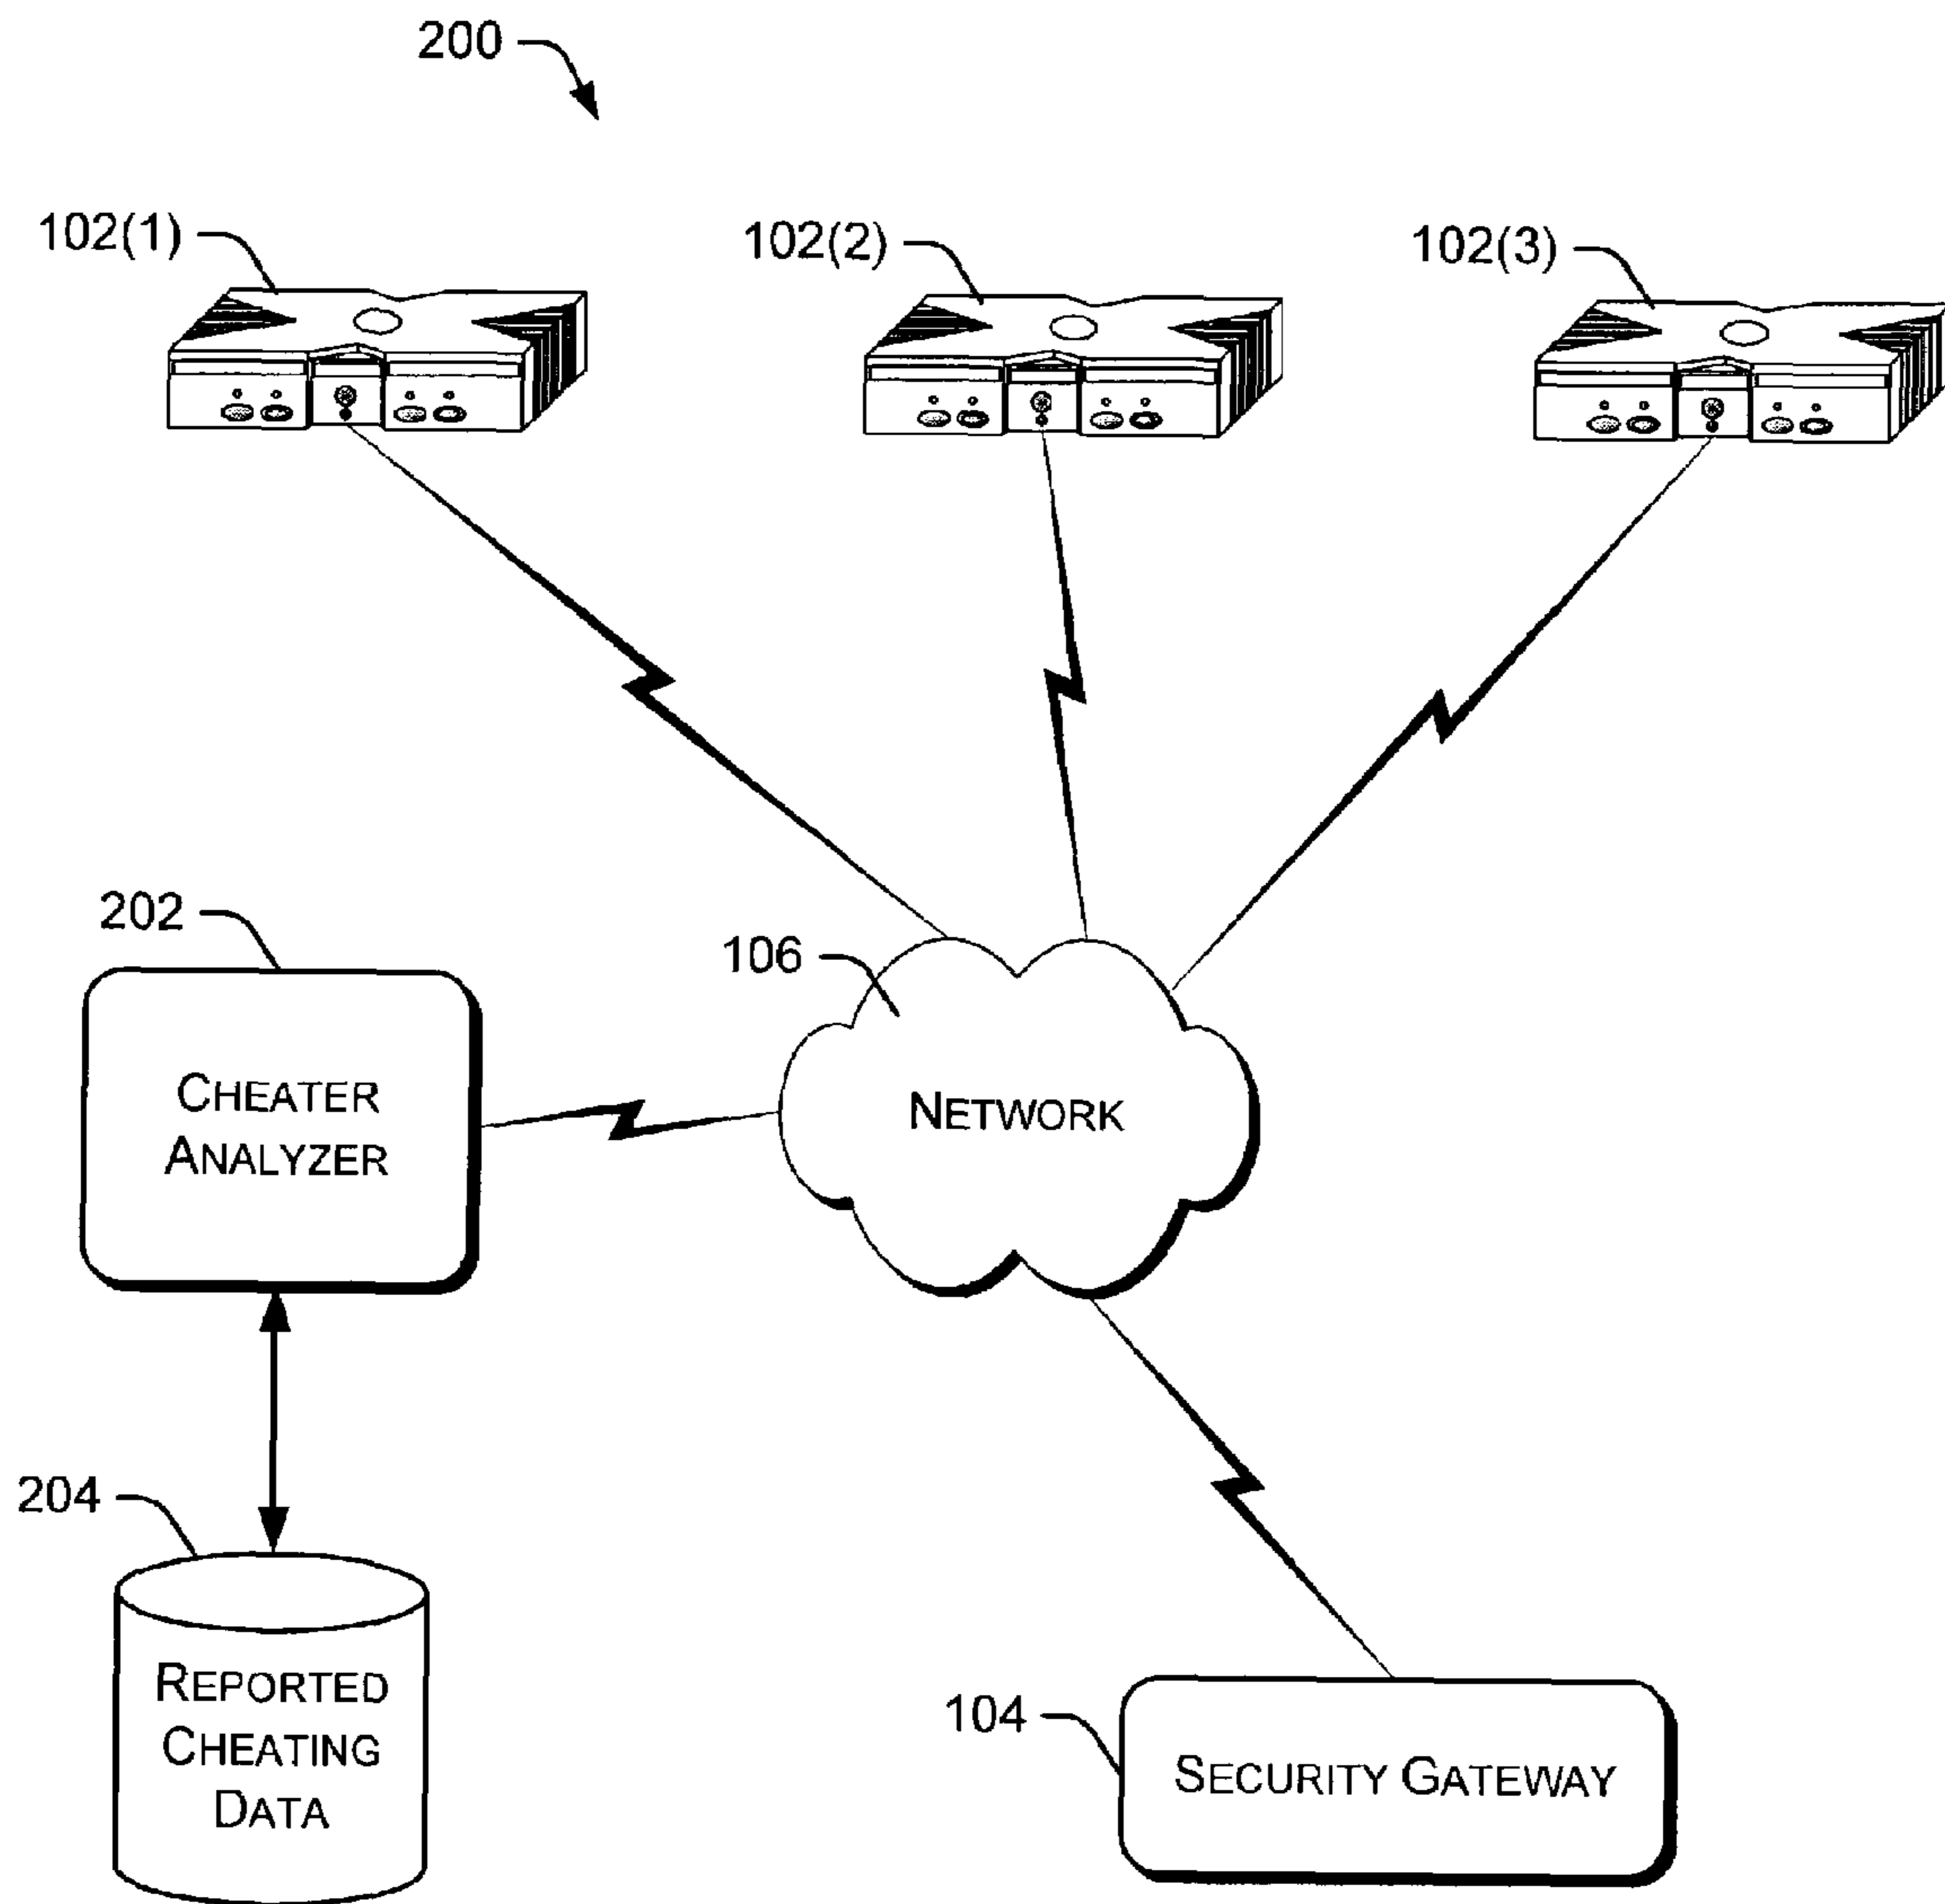 200
102(1)
102(2)
102(3)
202
106
CHEATER
ANALYZER
NETWORK
204
REPORTED
CHEATING
DATA
104
SECURITY GATEWAY